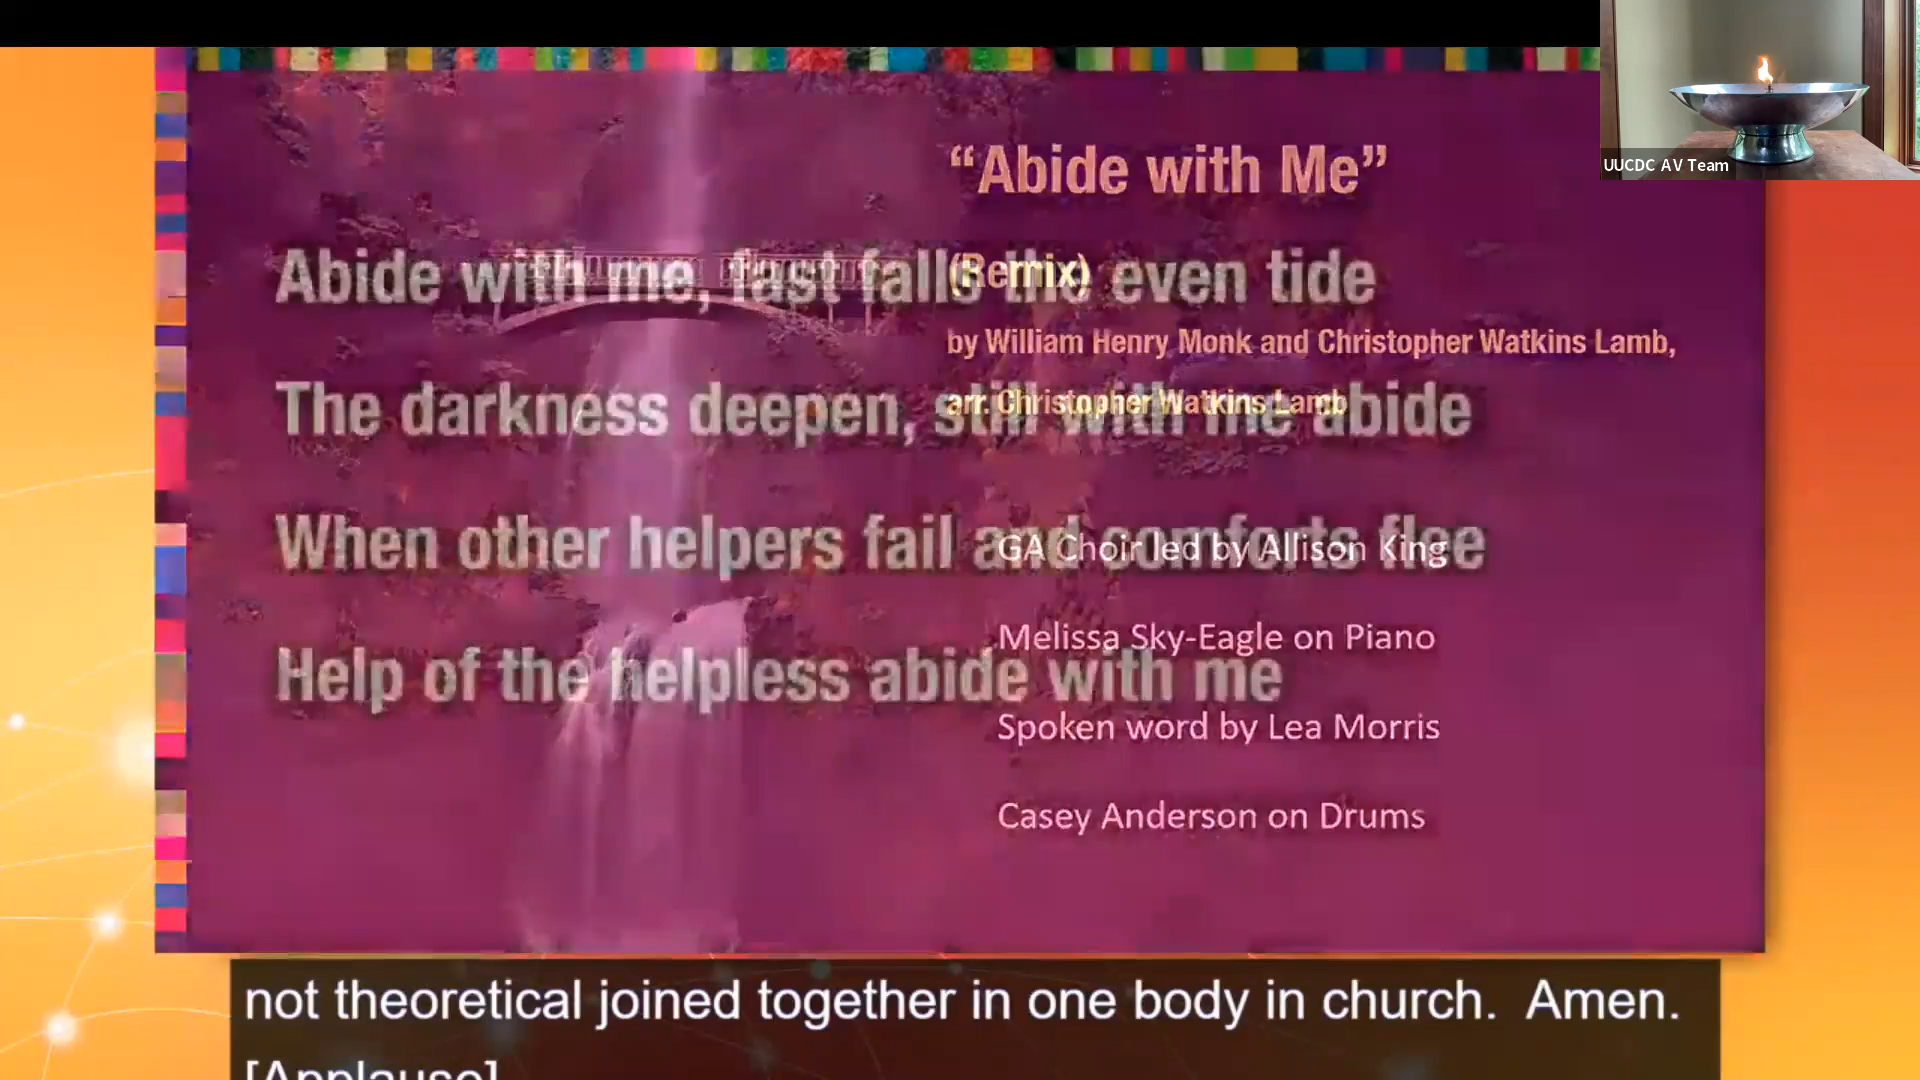 “Abide with Me”
(Remix)
by William Henry Monk and Christopher Watkins Lamb,
arr. Christopher Watkins Lamb
GA Choir led by Allison King
Melissa Sky-Eagle on Piano
Spoken word by Lea Morris
Casey Anderson on Drums
Abide with me, fast falls the even tide
The darkness deepen, still with me abide
When other helpers fail and comforts flee
Help of the helpless abide with me
UUCDC AV Team
not theoretical joined together in one body in church. Amen.
[Applause]